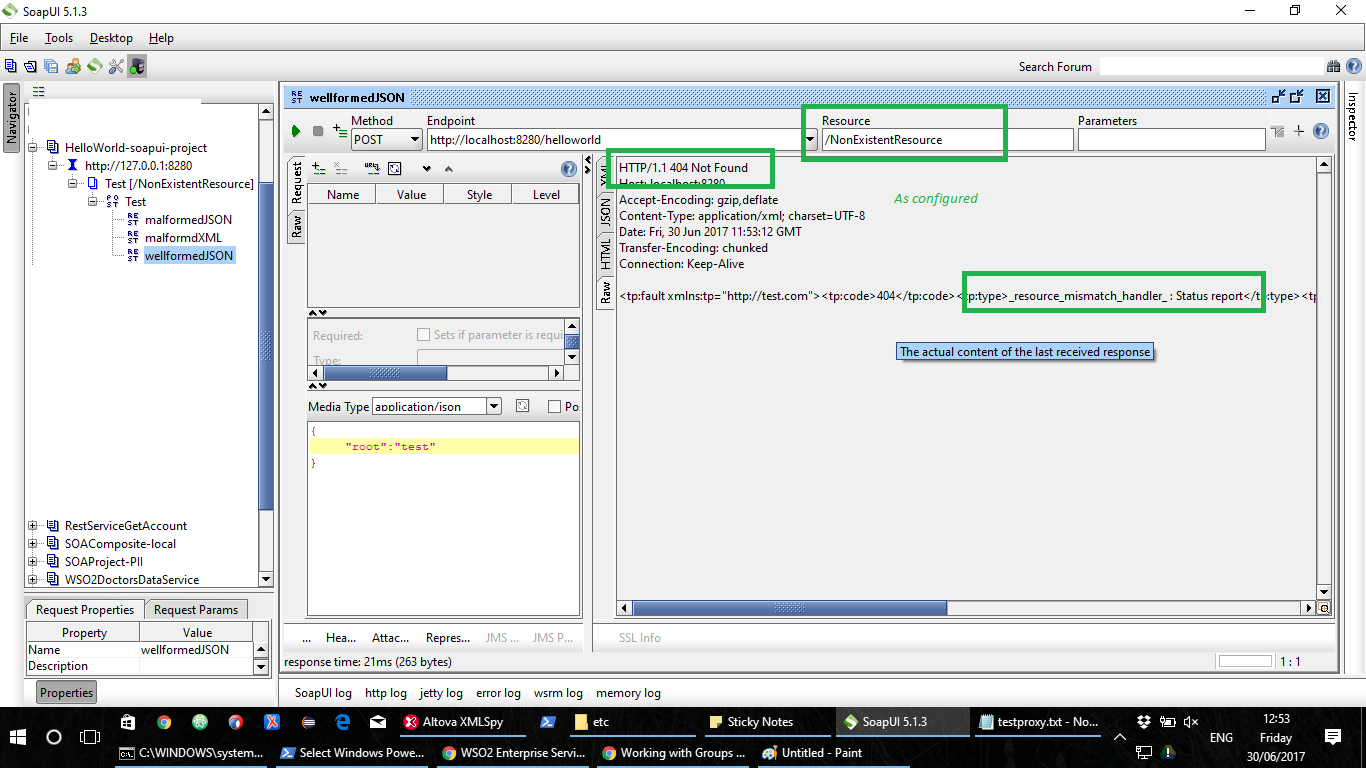 SoapUI 5.1.3
File Tools Desktop Help
Search Forum
Navigator
HelloWorld-soapui-project
http://127.0.0.1:8280
Test [/NonExistentResource]
Test
malformedJSON
malformdXML
wellformedJSON
RestServiceGetAccount
SOAComposite-local
SOAProject-PII
WSO2DoctorsDataService
Request Properties Request Params
Property Value
Name wellformedJSON
Description
Properties
wellformedJSON
Method Endpoint Resource Parameters
POST http://localhost:8280/helloworld /NonExistentResource
Request
Raw
Name Value Style Level
Required: Sets if parameter is requi
Type:
Media Type application/json Po
{
"root":"test"
}
... Hea... Attac... Repres... JMS ... JMS P...
XML
JSON
HTML
Raw
HTTP/1.1 404 Not Found
Host: localhost:8280
Accept-Encoding: gzip,deflate
As configured
Content-Type: application/xml; charset=UTF-8
Date: Fri, 30 Jun 2017 11:53:12 GMT
Transfer-Encoding: chunked
Connection: Keep-Alive
<tp:fault xmlns:tp="http://test.com"><tp:code>404</tp:code><tp:type>_resource_mismatch_handler_ : Status report</tp:type><tp
The actual content of the last received response
SSL Info
response time: 21ms (263 bytes)
1 : 1
Inspector
SoapUI log http log jetty log error log wsrm log memory log
Altova XMLSpy
etc
Sticky Notes
SoapUI 5.1.3
testproxy.txt - No...
C:\WINDOWS\system...
Select Windows Powe...
WSO2 Enterprise Servi...
Working with Groups ...
Untitled - Paint
ENG
12:53
Friday
30/06/2017